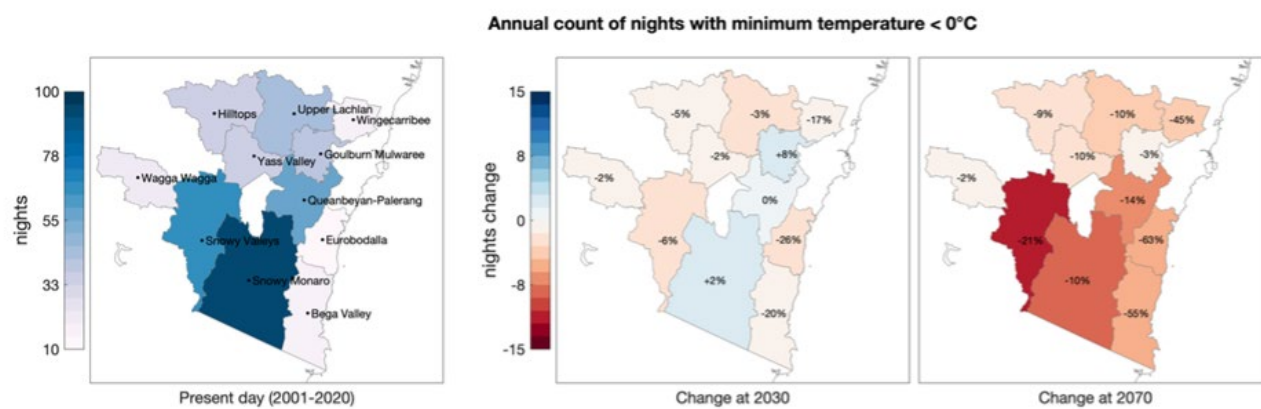 Annual count of nights with minimum temperature < 0°C
nights
100
78
55
33
10
Hilltops
Upper Lachlan
Wingecarribee
Yass Valley
Goulburn Mulwaree
Wagga Wagga
Queanbeyan-Palerang
Snowy Valleys
Eurobodalla
Snowy Monaro
Bega Valley
Present day (2001-2020)
nights change
15
8
0
-8
-15
-5%
-3%
-17%
-2%
+8%
-2%
0%
-6%
-26%
+2%
-20%
Change at 2030
-9%
-10%
-45%
-10%
-3%
-2%
-14%
-21%
-63%
-10%
-55%
Change at 2070